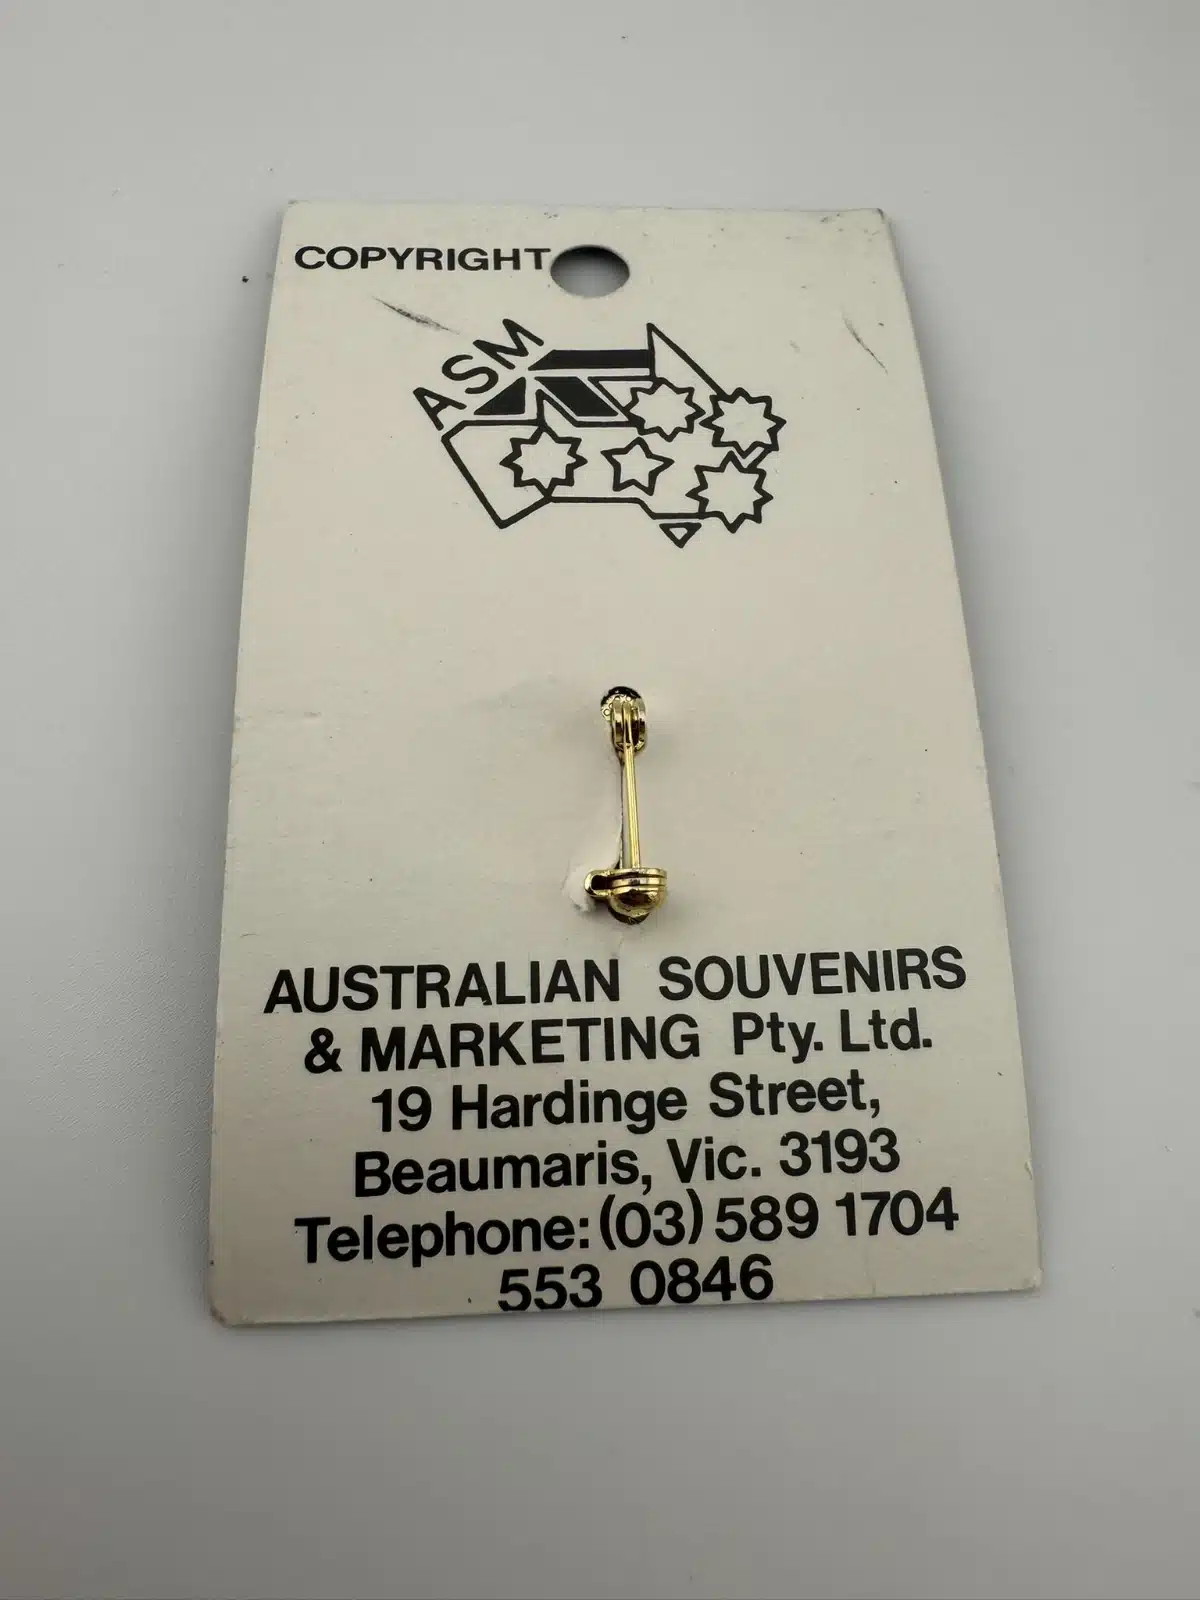 COPYRIGHT
ASM
AUSTRALIAN SOUVENIRS
& MARKETING Pty. Ltd.
19 Hardinge Street,
Beaumaris, Vic. 3193
Telephone: (03) 589 1704
553 0846